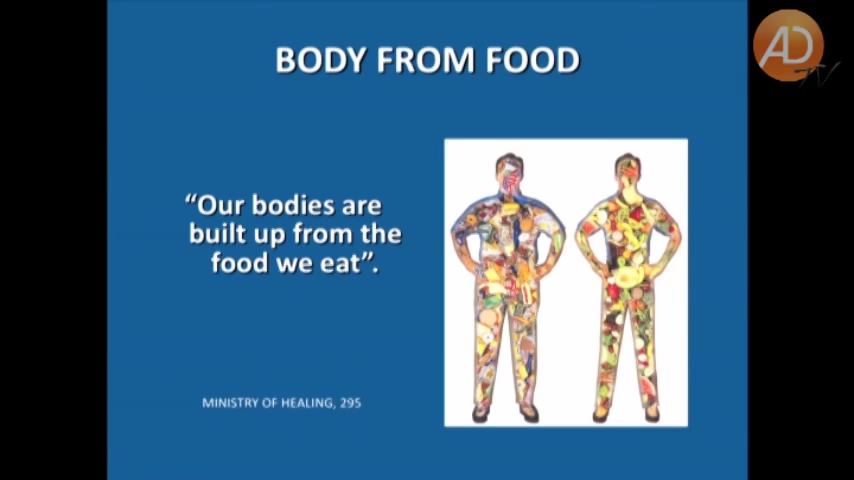 AD
TV
BODY FROM FOOD
“Our bodies are
built up from the
food we eat”.
MINISTRY OF HEALING, 295